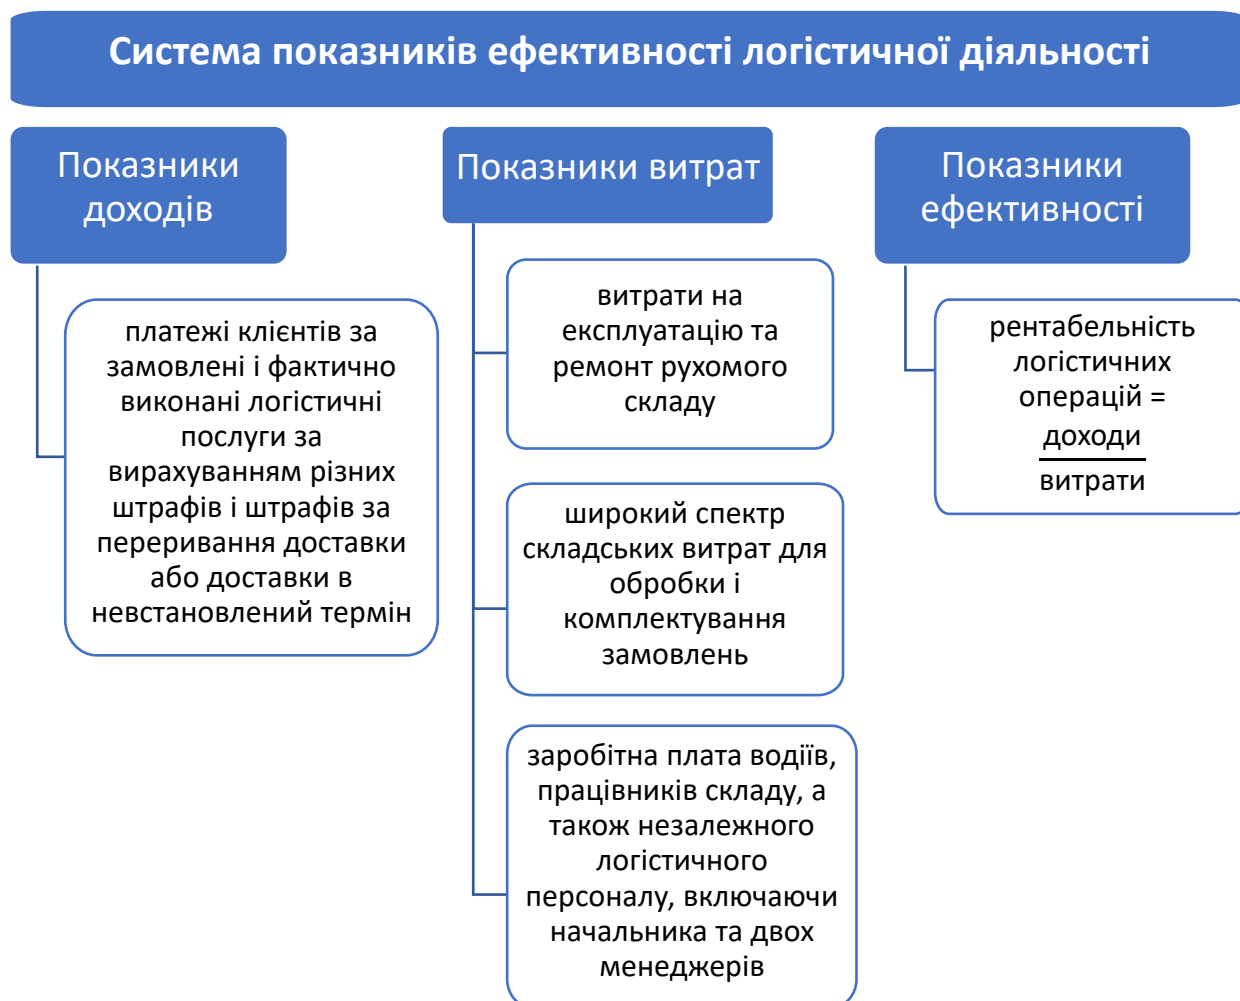 Система показників ефективності логістичної діяльності
Показники
доходів
платежі клієнтів за
замовлені і фактично
виконані логістичні
послуги за
вирахуванням різних
штрафів і штрафів за
переривання доставки
або доставки в
невстановлений термін
Показники витрат
витрати на
експлуатацію та
ремонт рухомого
складу
широкий спектр
складських витрат для
обробки і
комплектування
замовлень
заробітна плата водіїв,
працівників складу, а
також незалежного
логістичного
персоналу, включаючи
начальника та двох
менеджерів
Показники
ефективності
рентабельність
логістичних
операцій =
доходи
витрати